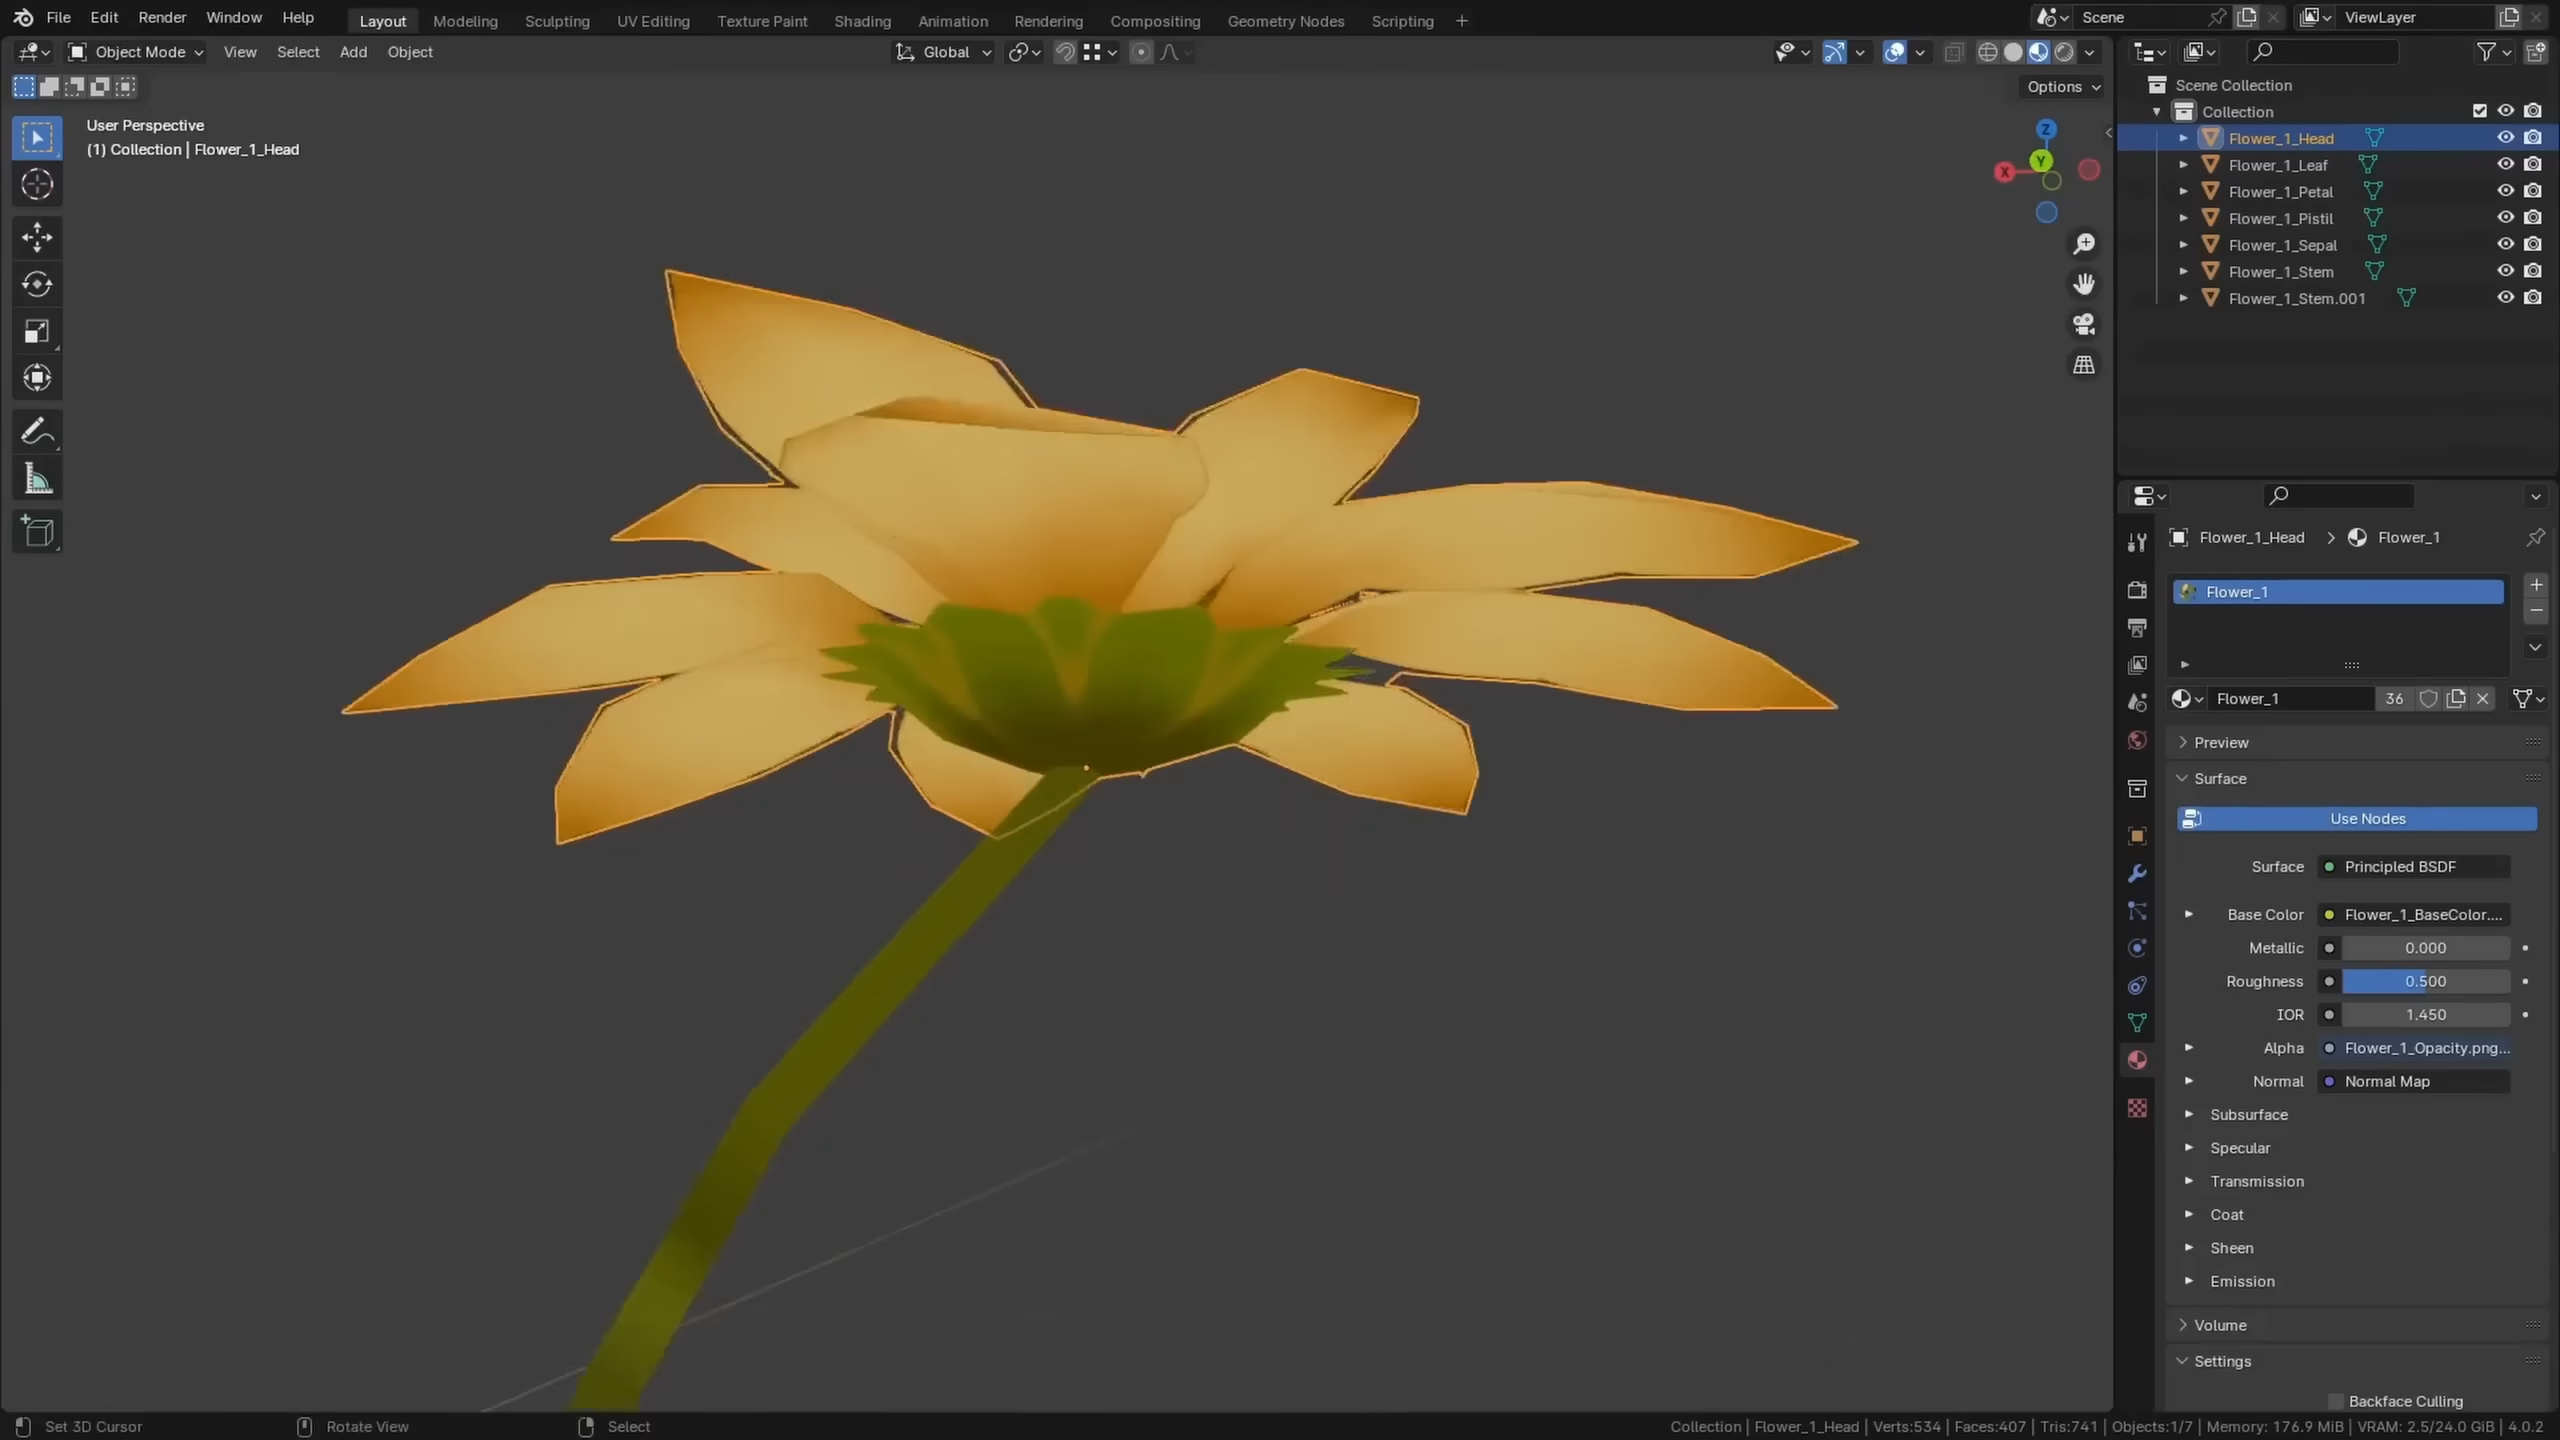 File Edit Render Window Help Layout Modeling Sculpting UV Editing Texture Paint Shading Animation Rendering Compositing Geometry Nodes Scripting + Scene ViewLayer
Object Mode View Select Add Object Global
Options
User Perspective
(1) Collection | Flower_1_Head
Z
Y
X
Scene Collection
Collection
Flower_1_Head
Flower_1_Leaf
Flower_1_Petal
Flower_1_Pistil
Flower_1_Sepal
Flower_1_Stem
Flower_1_Stem.001
Flower_1_Head > Flower_1
Flower_1
Flower_1 36
Preview
Surface
Use Nodes
Surface Principled BSDF
Base Color Flower_1_BaseColor....
Metallic 0.000
Roughness 0.500
IOR 1.450
Alpha Flower_1_Opacity.png...
Normal Normal Map
Subsurface
Specular
Transmission
Coat
Sheen
Emission
Volume
Settings
Backface Culling
Set 3D Cursor Rotate View Select Collection | Flower_1_Head | Verts:534 | Faces:407 | Tris:741 | Objects:1/7 | Memory: 176.9 MiB | VRAM: 2.5/24.0 GiB | 4.0.2